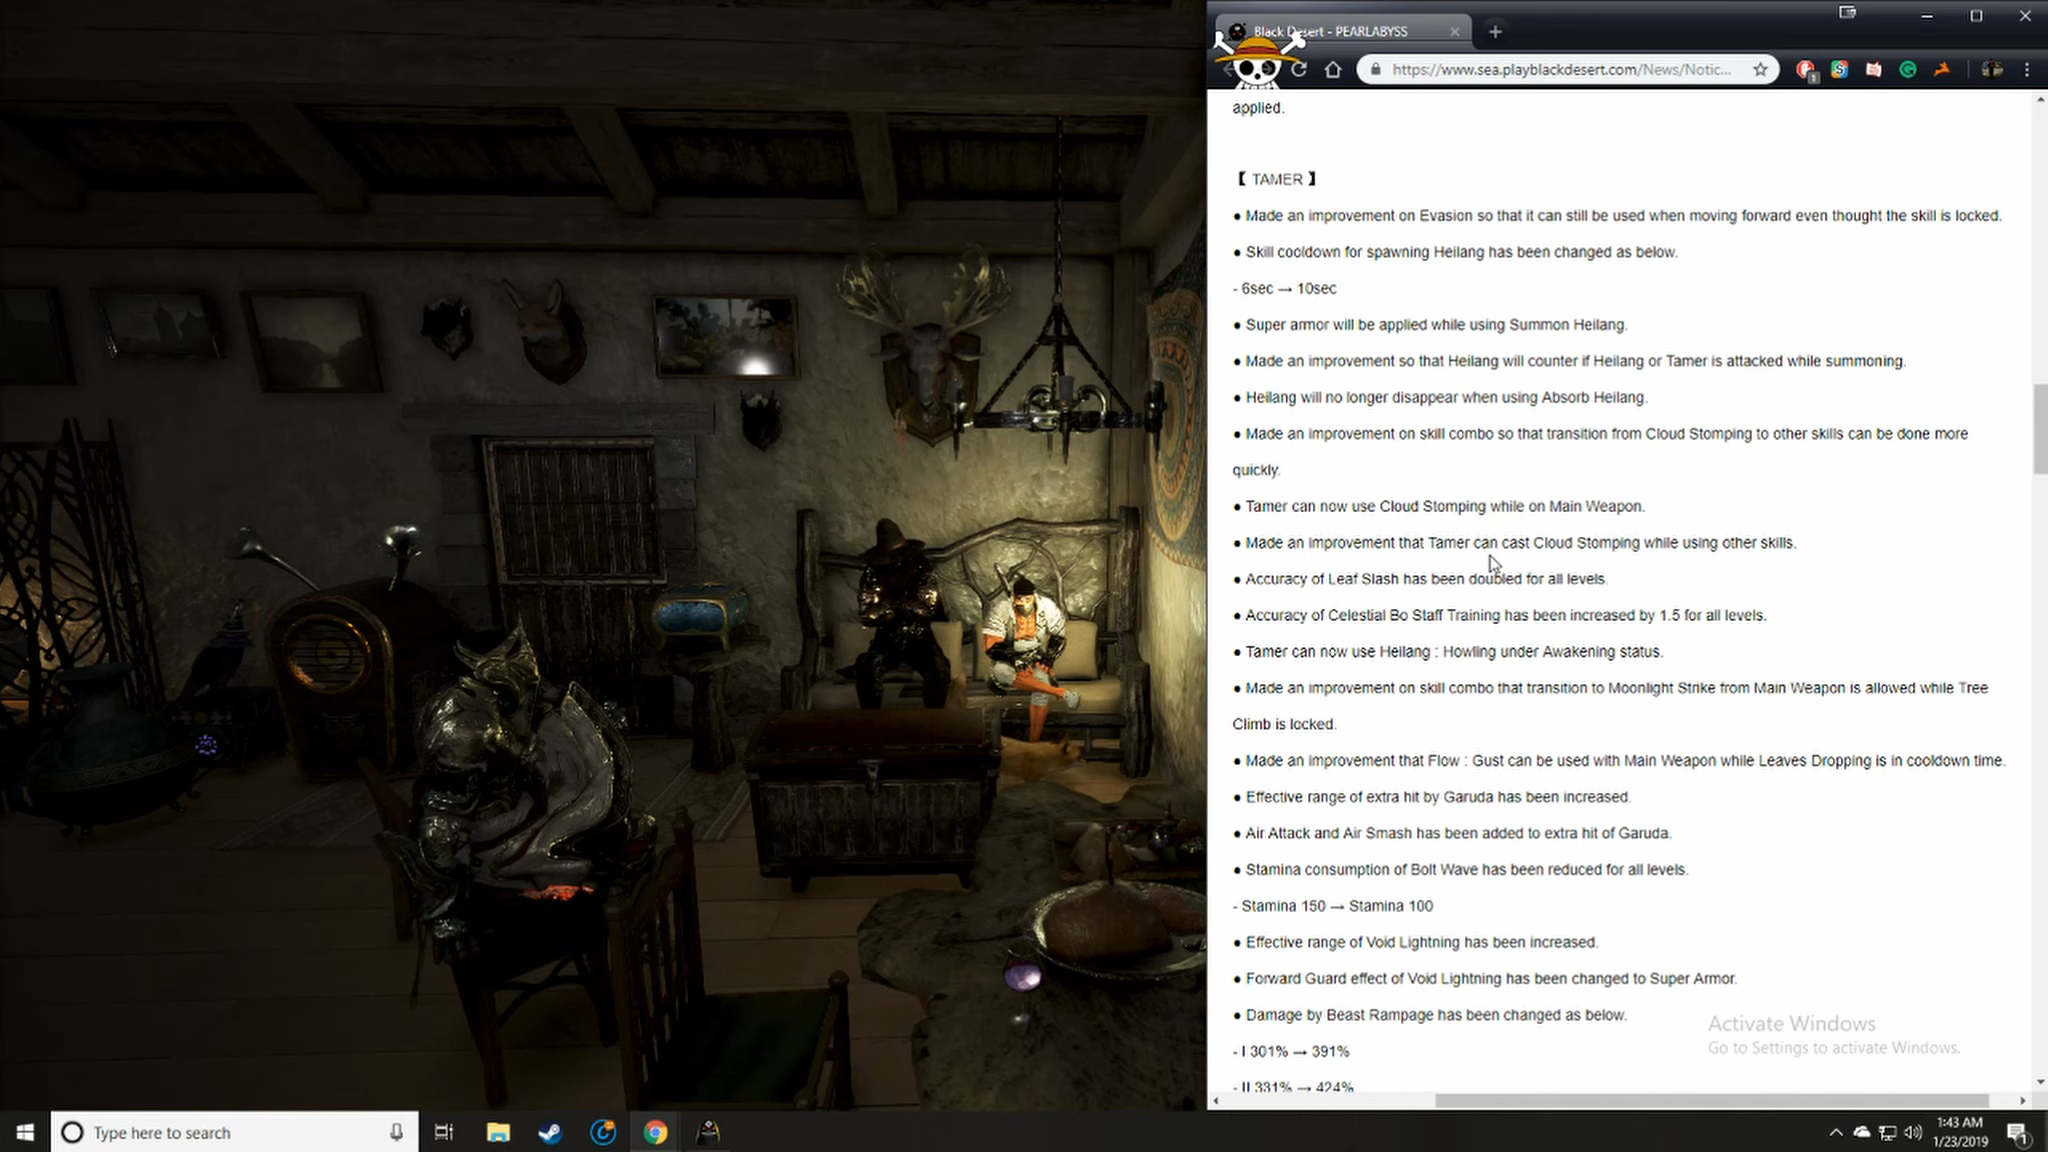 Black Desert - PEARLABYSS
https://www.sea.playblackdesert.com/News/Notic...
1
applied.
【 TAMER 】
● Made an improvement on Evasion so that it can still be used when moving forward even thought the skill is locked.
● Skill cooldown for spawning Heilang has been changed as below.
- 6sec → 10sec
● Super armor will be applied while using Summon Heilang.
● Made an improvement so that Heilang will counter if Heilang or Tamer is attacked while summoning.
● Heilang will no longer disappear when using Absorb Heilang.
● Made an improvement on skill combo so that transition from Cloud Stomping to other skills can be done more
quickly.
● Tamer can now use Cloud Stomping while on Main Weapon.
● Made an improvement that Tamer can cast Cloud Stomping while using other skills.
● Accuracy of Leaf Slash has been doubled for all levels.
● Accuracy of Celestial Bo Staff Training has been increased by 1.5 for all levels.
● Tamer can now use Heilang : Howling under Awakening status.
● Made an improvement on skill combo that transition to Moonlight Strike from Main Weapon is allowed while Tree
Climb is locked.
● Made an improvement that Flow : Gust can be used with Main Weapon while Leaves Dropping is in cooldown time.
● Effective range of extra hit by Garuda has been increased.
● Air Attack and Air Smash has been added to extra hit of Garuda.
● Stamina consumption of Bolt Wave has been reduced for all levels.
- Stamina 150 → Stamina 100
● Effective range of Void Lightning has been increased.
● Forward Guard effect of Void Lightning has been changed to Super Armor.
● Damage by Beast Rampage has been changed as below.
- I 301% → 391%
- II 331% → 424%
Activate Windows
Go to Settings to activate Windows.
Type here to search
1:43 AM
1/23/2019
1